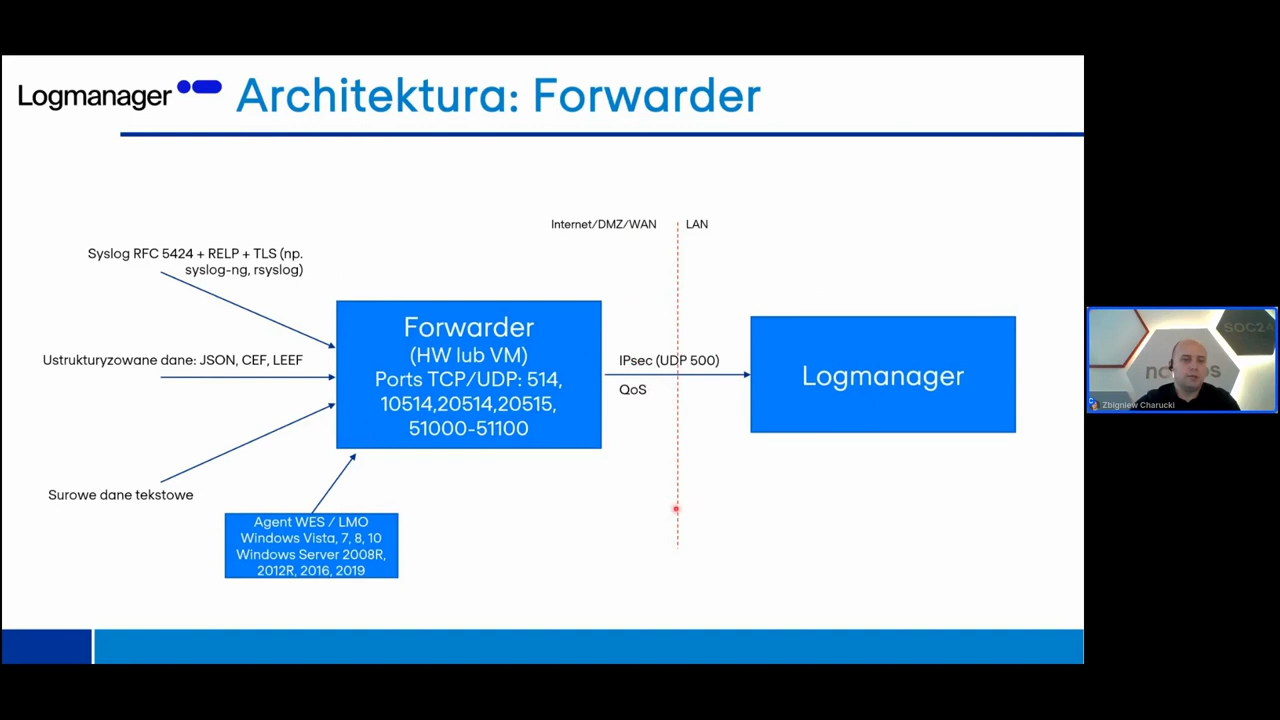 Logmanager
Architektura: Forwarder
Internet/DMZ/WAN
LAN
Syslog RFC 5424 + RELP + TLS (np.
syslog-ng, rsyslog)
Ustrukturyzowane dane: JSON, CEF, LEEF
Surowe dane tekstowe
Forwarder
(HW lub VM)
Ports TCP/UDP: 514,
10514,20514,20515,
51000-51100
IPsec (UDP 500)
QoS
Logmanager
Agent WES / LMO
Windows Vista, 7, 8, 10
Windows Server 2008R,
2012R, 2016, 2019
SOC24
Zbigniew Charucki